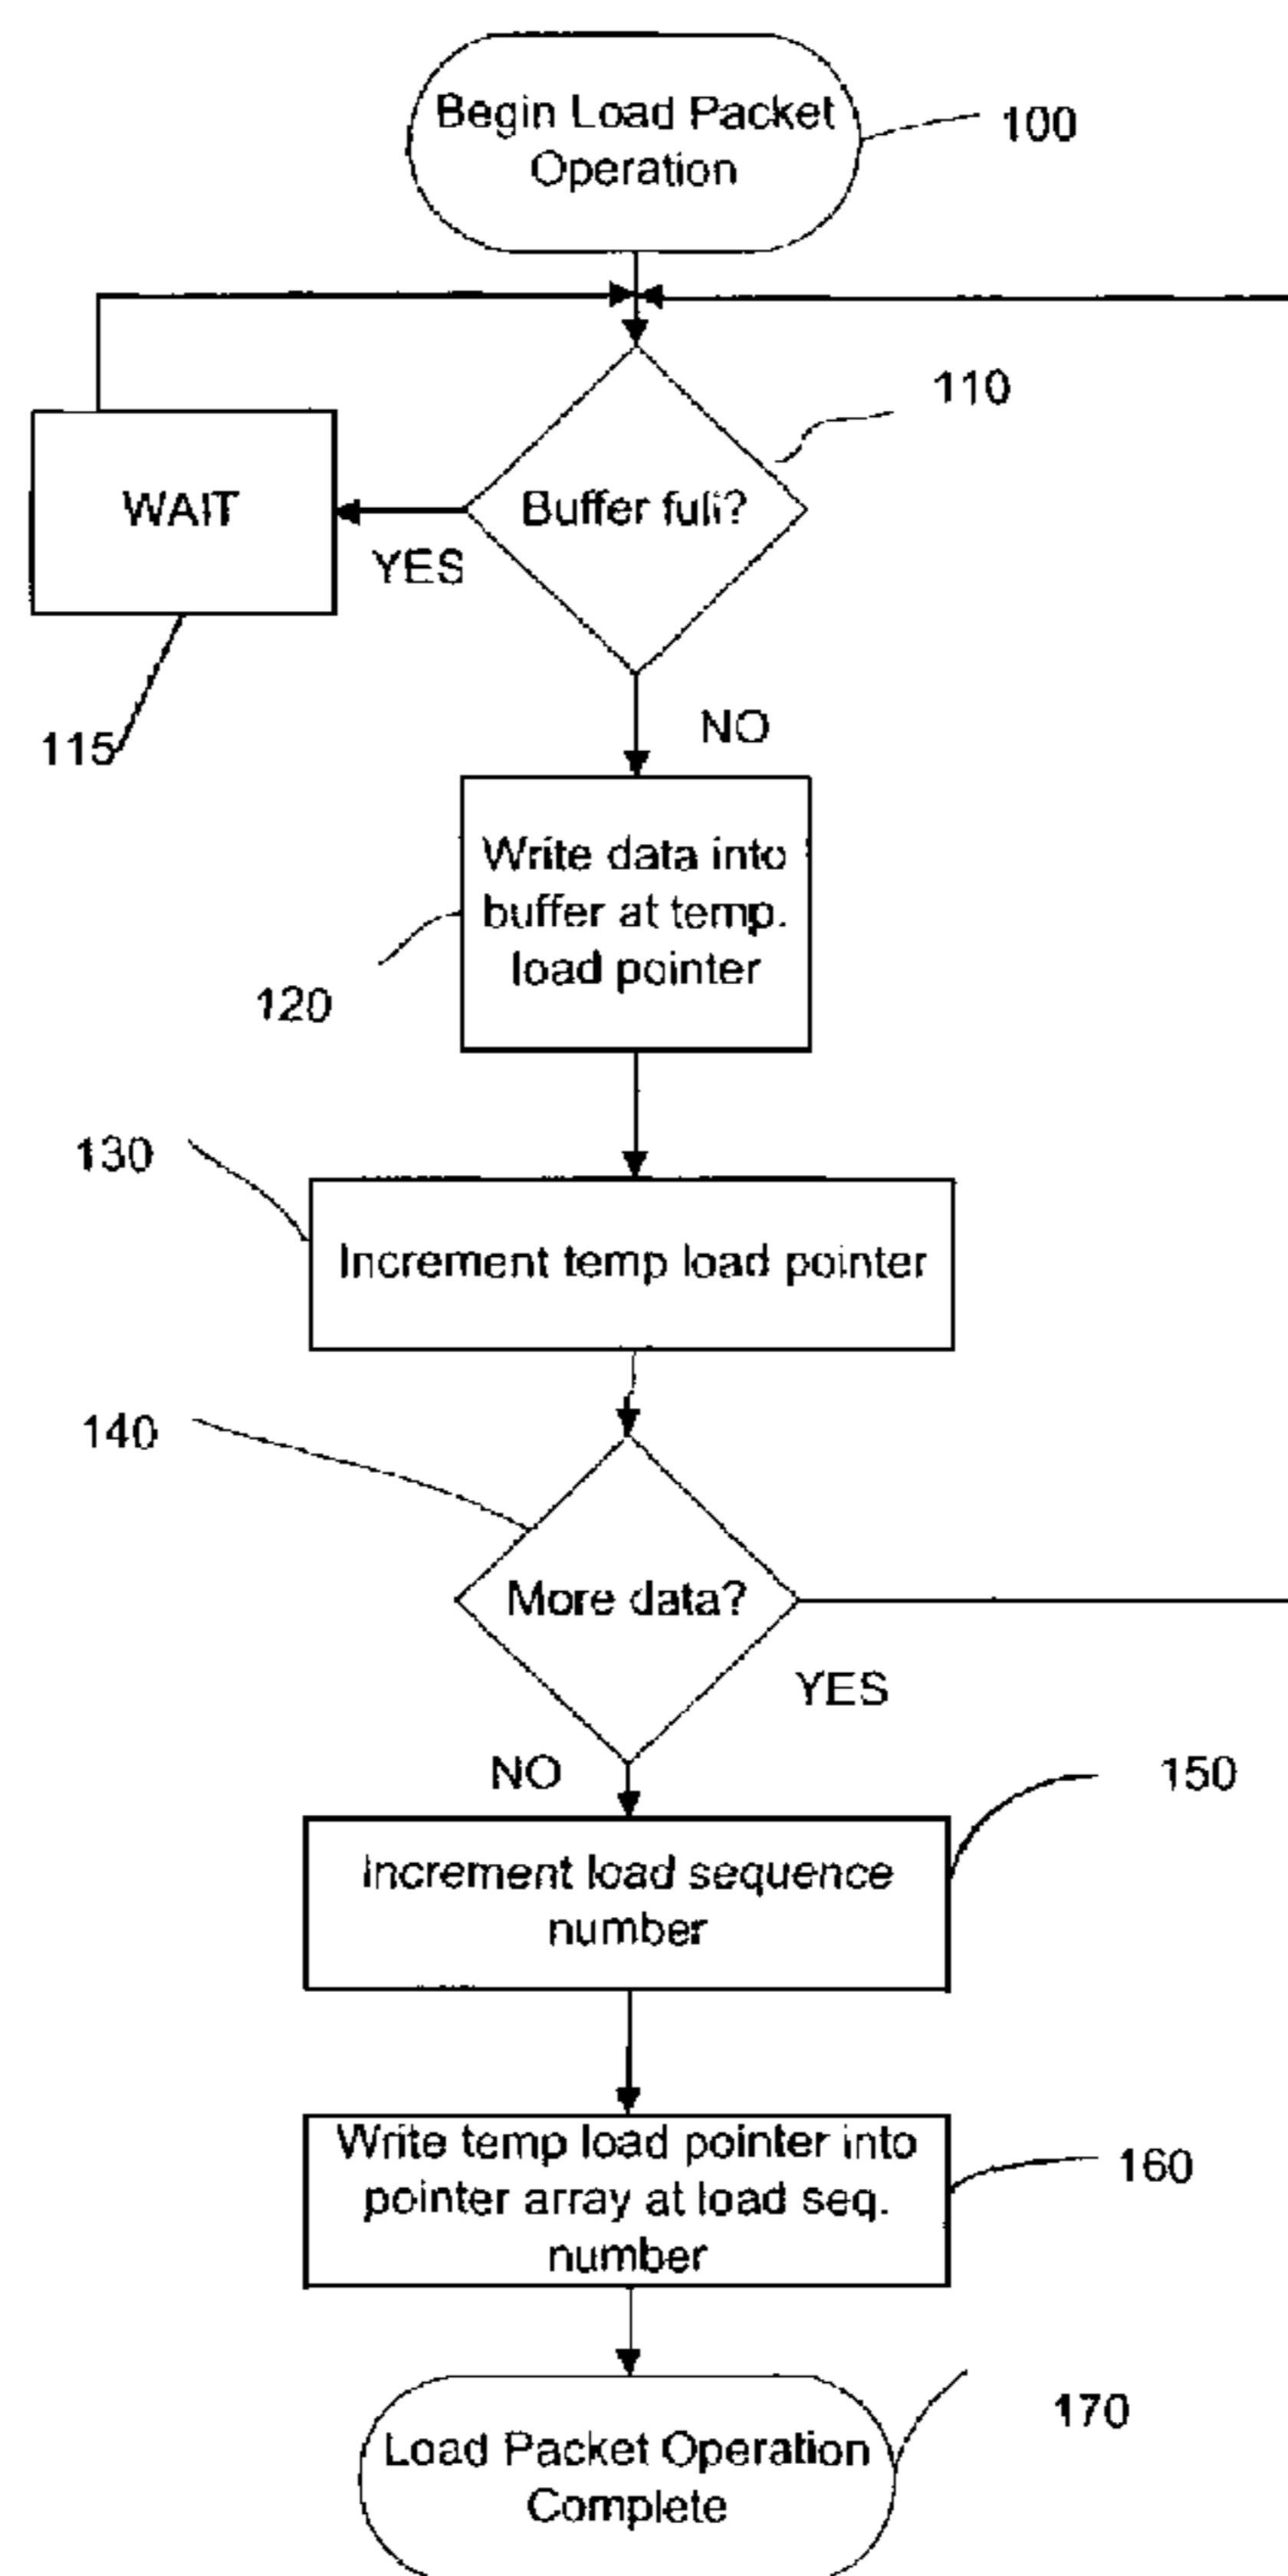 Begin Load Packet
Operation
100
110
Buffer full?
WAIT
YES
115
NO
Write data into
buffer at temp.
load pointer
120
130
Increment temp load pointer
140
More data?
YES
NO
150
Increment load sequence
number
Write temp load pointer into
pointer array at load seq.
number
160
170
Load Packet Operation
Complete